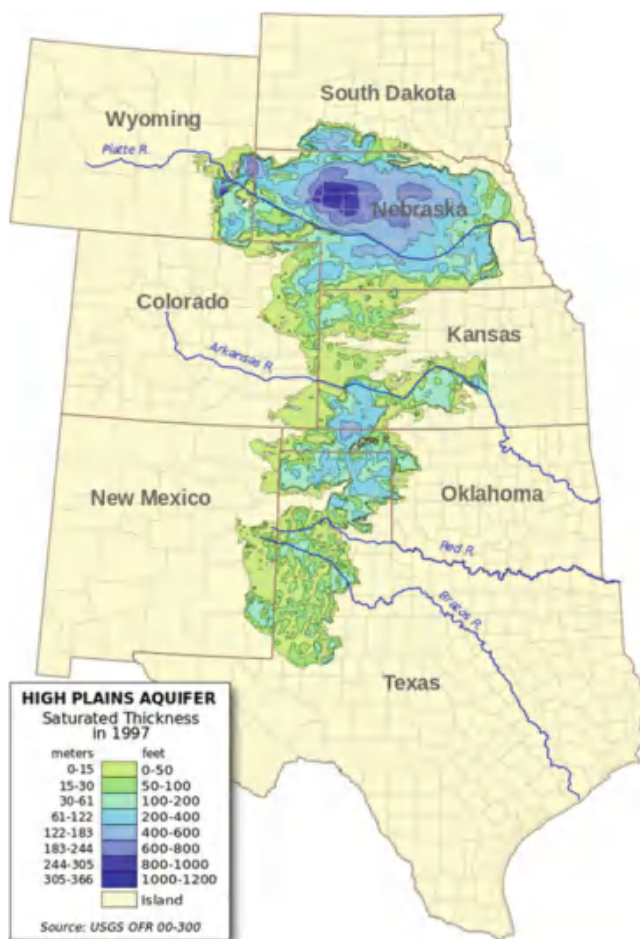 South Dakota
Wyoming
Platte R.
Nebraska
Colorado
Kansas
Arkansas R.
New Mexico
Oklahoma
Red R.
Brazos R.
Texas
HIGH PLAINS AQUIFER
Saturated Thickness
in 1997
meters feet
0-15 0-50
15-30 50-100
30-61 100-200
61-122 200-400
122-183 400-600
183-244 600-800
244-305 800-1000
305-366 1000-1200
Island
Source: USGS OFR 00-300